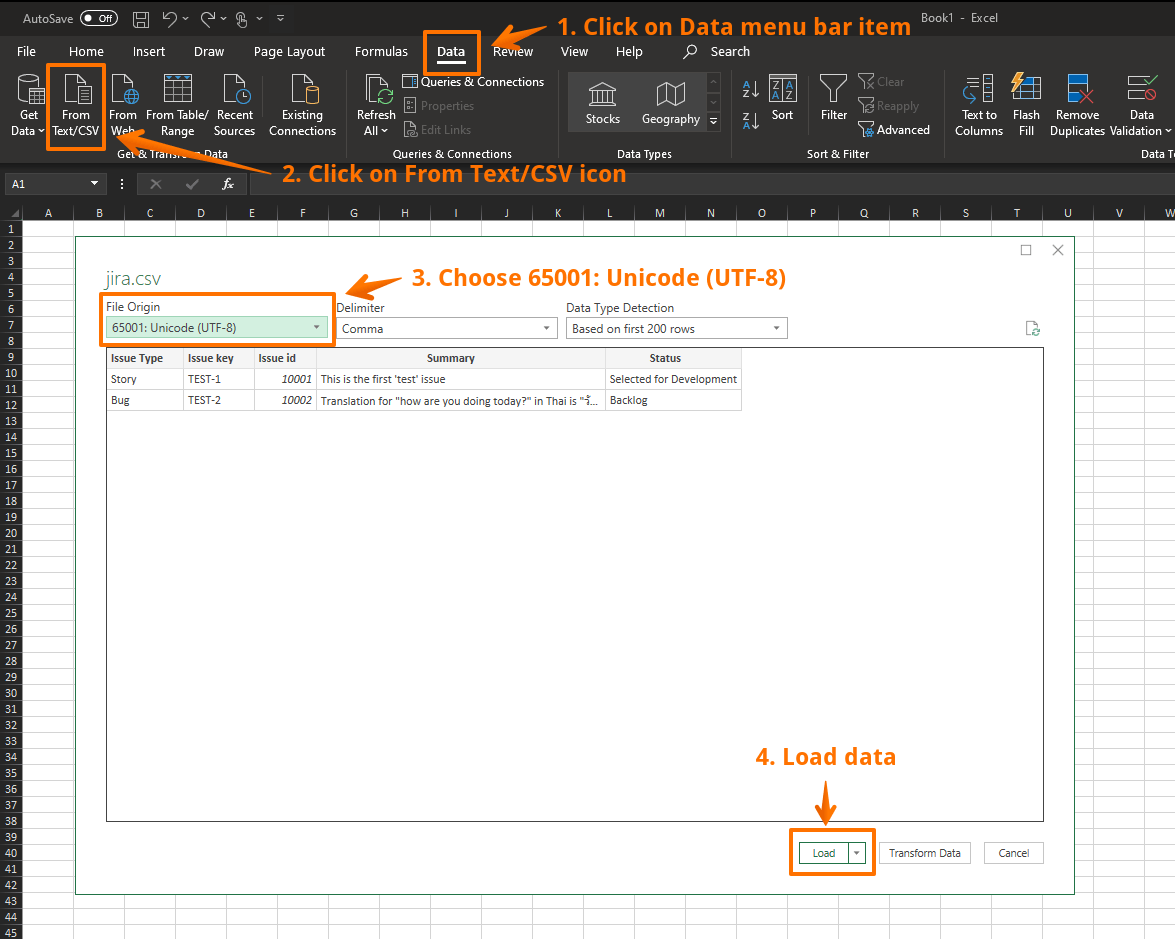 AutoSave Off
Book1 - Excel
1. Click on Data menu bar item
File Home Insert Draw Page Layout Formulas Data Review View Help Search
Get Data
From Text/CSV
From Web
From Table/ Range
Recent Sources
Existing Connections
Get & Transform Data
Refresh All
Queries & Connections
Properties
Edit Links
Queries & Connections
Stocks
Geography
Data Types
A Z
Z A
Z A A Z
Sort
Filter
Clear
Reapply
Advanced
Sort & Filter
Text to Columns
Flash Fill
Remove Duplicates
Data Validation
Data T
2. Click on From Text/CSV icon
A1
fx
A B C D E F G H I J K L M N O P Q R S T U V W
1
2
3
4
5
6
7
8
9
10
11
12
13
14
15
16
17
18
19
20
21
22
23
24
25
26
27
28
29
30
31
32
33
34
35
36
37
38
39
40
41
42
43
44
45
jira.csv
3. Choose 65001: Unicode (UTF-8)
File Origin Delimiter Data Type Detection
65001: Unicode (UTF-8) Comma Based on first 200 rows
Issue Type Issue key Issue id Summary Status
Story TEST-1 10001 This is the first 'test' issue Selected for Development
Bug TEST-2 10002 Translation for "how are you doing today?" in Thai is "... Backlog
4. Load data
Load Transform Data Cancel